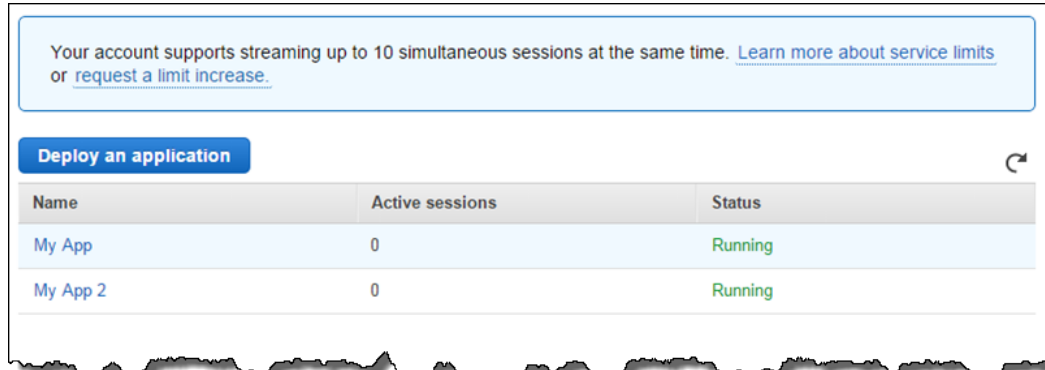 Your account supports streaming up to 10 simultaneous sessions at the same time. Learn more about service limits
or request a limit increase.
Deploy an application
Name Active sessions Status
My App 0 Running
My App 2 0 Running